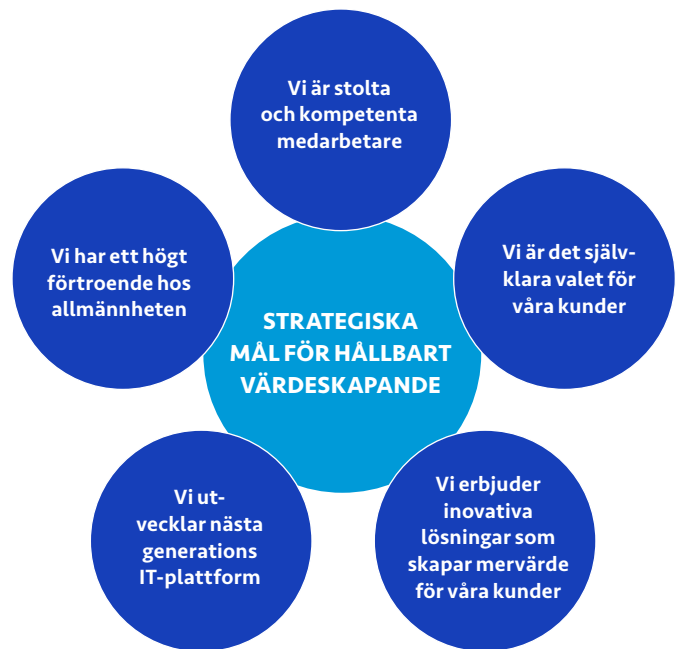 Vi är stolta
och kompetenta
medarbetare
Vi har ett högt
förtroende hos
allmännheten
Vi är det själv-
klara valet för
våra kunder
STRATEGISKA
MÅL FÖR HÅLLBART
VÄRDESKAPANDE
Vi ut-
vecklar nästa
generations
IT-plattform
Vi erbjuder
inovativa
lösningar som
skapar mervärde
för våra kunder